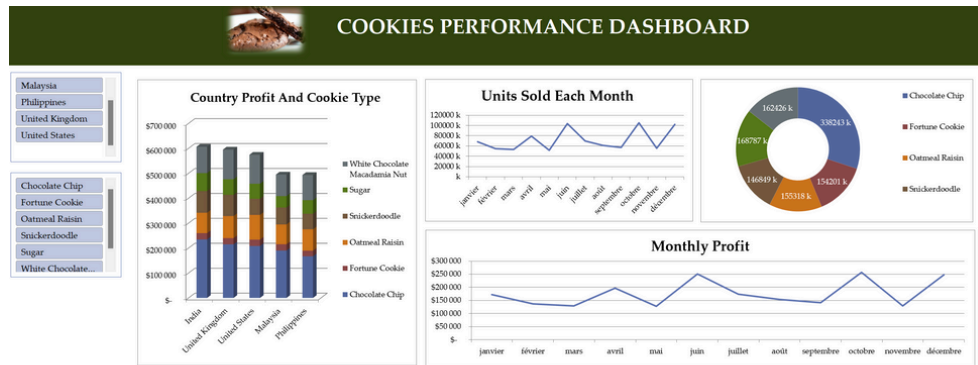 COOKIES PERFORMANCE DASHBOARD
Malaysia
Philippines
United Kingdom
United States
Chocolate Chip
Fortune Cookie
Oatmeal Raisin
Snickerdoodle
Sugar
White Chocolate...
Country Profit And Cookie Type
$700 000
$600 000
$500 000
$400 000
$300 000
$200 000
$100 000
$-
India
United Kingdom
United States
Malaysia
Philippines
White Chocolate
Macadamia Nut
Sugar
Snickerdoodle
Oatmeal Raisin
Fortune Cookie
Chocolate Chip
Units Sold Each Month
120000 k
100000 k
80000 k
60000 k
40000 k
20000 k
k
janvier
février
mars
avril
mai
juin
juillet
août
septembre
octobre
novembre
décembre
162426 k
338243 k
168787 k
146849 k
154201 k
155318 k
Chocolate Chip
Fortune Cookie
Oatmeal Raisin
Snickerdoodle
Monthly Profit
$300 000
$250 000
$200 000
$150 000
$100 000
$50 000
$-
janvier février mars avril mai juin juillet août septembre octobre novembre décembre